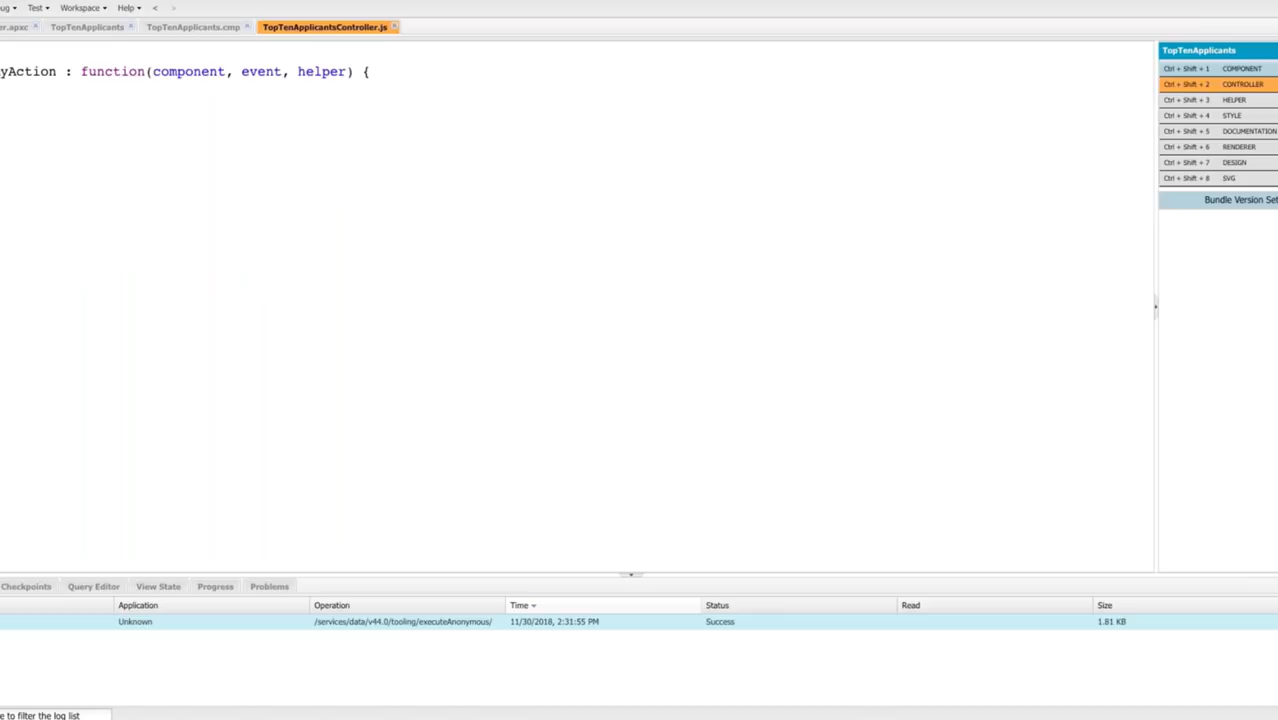 ug Test Workspace Help < >
er.apxc TopTenApplicants TopTenApplicants.cmp TopTenApplicantsController.js
yAction : function(component, event, helper) {
TopTenApplicants
Ctrl + Shift + 1 COMPONENT
Ctrl + Shift + 2 CONTROLLER
Ctrl + Shift + 3 HELPER
Ctrl + Shift + 4 STYLE
Ctrl + Shift + 5 DOCUMENTATION
Ctrl + Shift + 6 RENDERER
Ctrl + Shift + 7 DESIGN
Ctrl + Shift + 8 SVG
Bundle Version Set
Checkpoints Query Editor View State Progress Problems
Application Operation Time Status Read Size
Unknown /services/data/v44.0/tooling/executeAnonymous/ 11/30/2018, 2:31:55 PM Success 1.81 KB
e to filter the log list